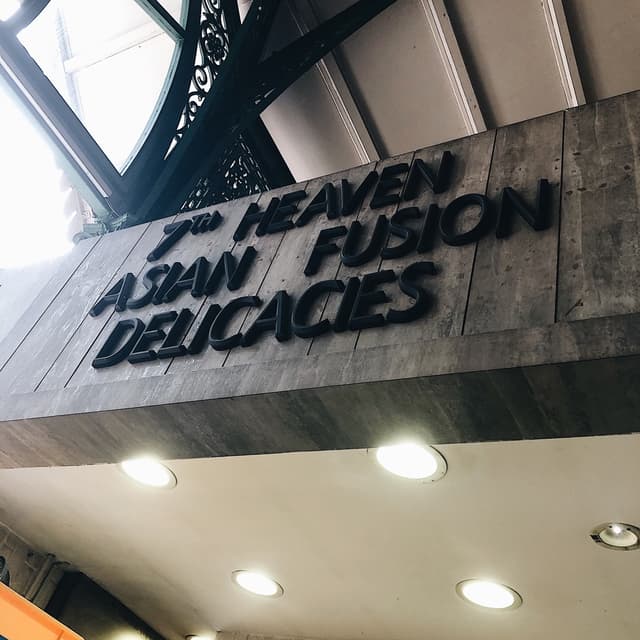 7th HEAVEN
ASIAN FUSION
DELICACIES